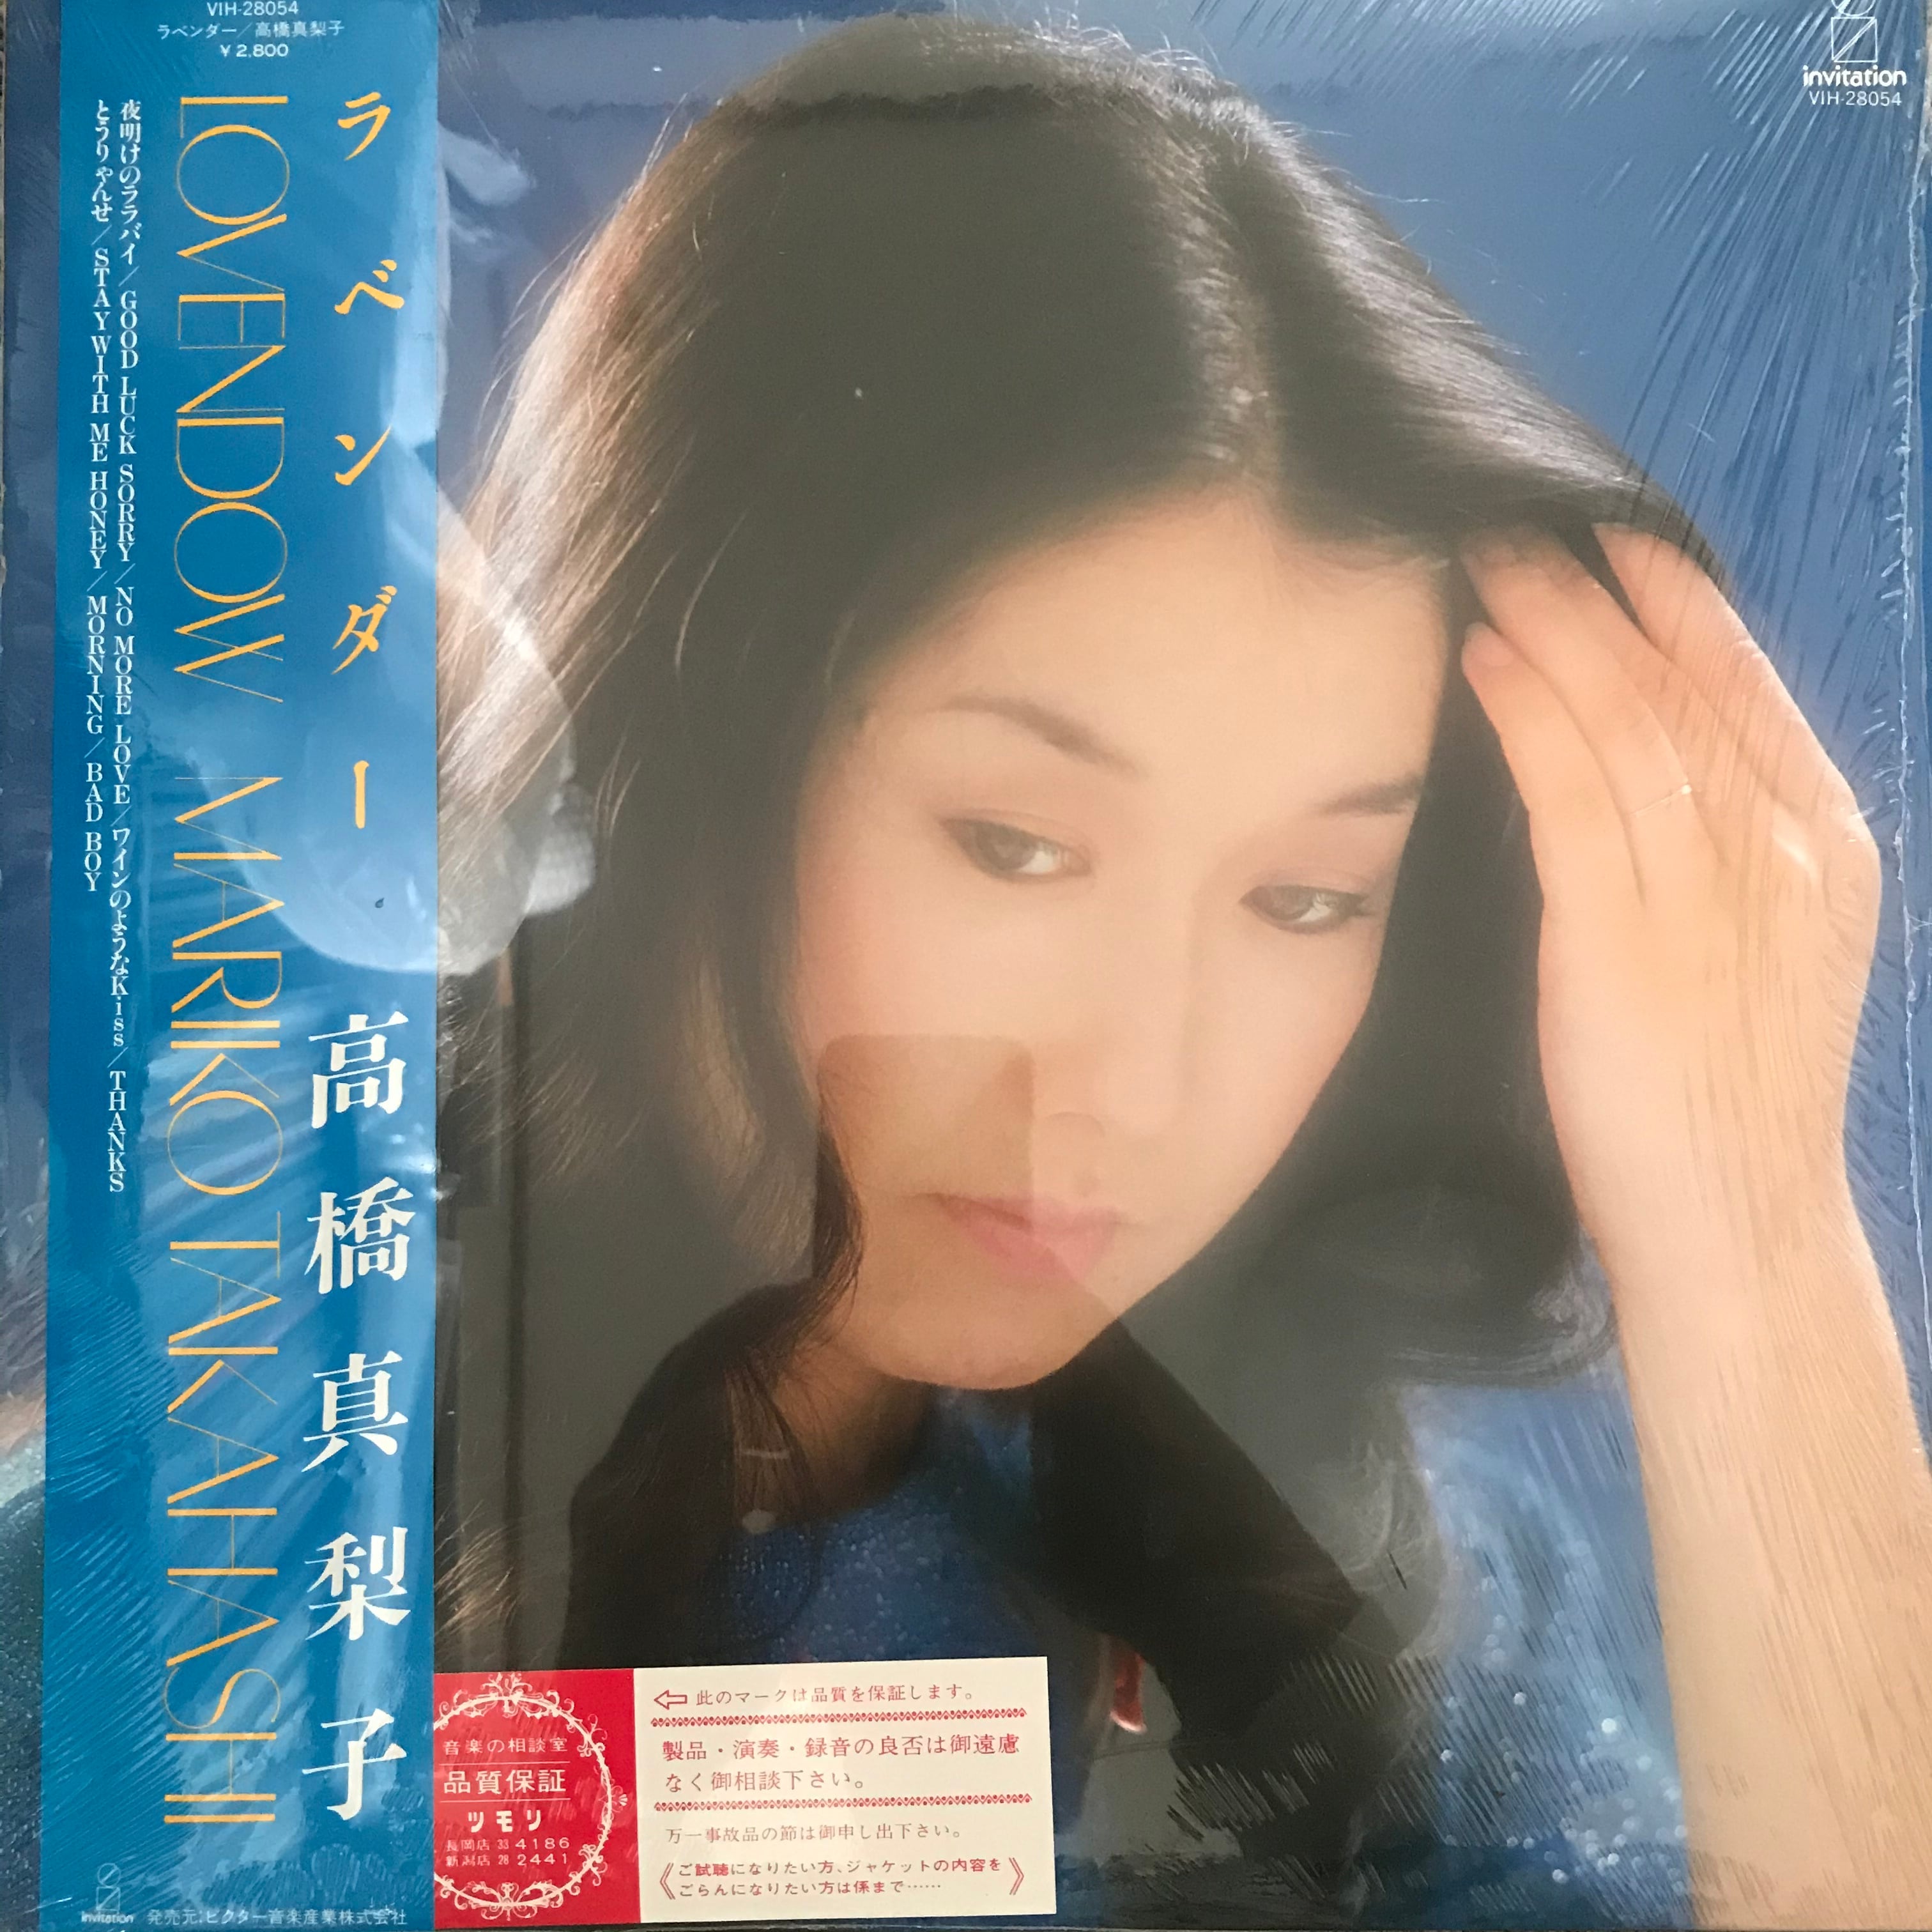 VIH-28054
ラベンダー／高橋真梨子
¥2,800
ラベンダー 高橋真梨子
LOVENDOW MARIKO TAKAHASHI
夜明けのララバイ／GOOD LUCK SORRY／NO MORE LOVE／ワインのようなKiss／THANKS
とうりゃんせ／STAY WITH ME HONEY／MORNING／BAD BOY
invitation
発売元：ビクター音楽産業株式会社
invitation
VIH-28054
音楽の相談室
品質保証
ツモリ
長岡店 33 4186
新潟店 28 2441
此のマークは品質を保証します。
製品・演奏・録音の良否は御遠慮
なく御相談下さい。
万一事故品の節は御申し出下さい。
《ご試聴になりたい方、ジャケットの内容を
ごらんになりたい方は係まで……》